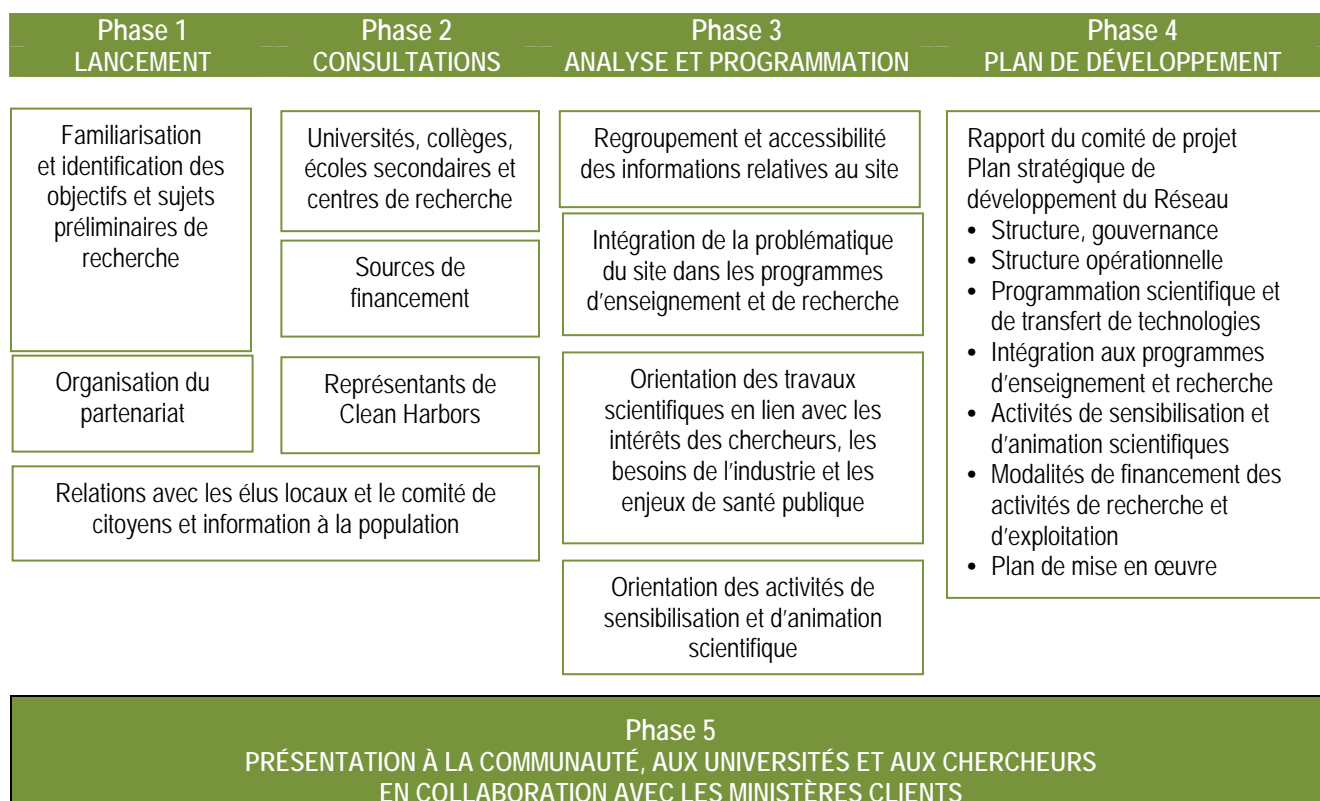 Phase 1
LANCEMENT
Phase 2
CONSULTATIONS
Phase 3
ANALYSE ET PROGRAMMATION
Phase 4
PLAN DE DÉVELOPPEMENT
Familiarisation
et identification des
objectifs et sujets
préliminaires de
recherche
Organisation du
partenariat
Universités, collèges,
écoles secondaires et
centres de recherche
Sources de
financement
Représentants de
Clean Harbors
Relations avec les élus locaux et le comité de
citoyens et information à la population
Regroupement et accessibilité
des informations relatives au site
Intégration de la problématique
du site dans les programmes
d'enseignement et de recherche
Orientation des travaux
scientifiques en lien avec les
intérêts des chercheurs, les
besoins de l'industrie et les
enjeux de santé publique
Orientation des activités de
sensibilisation et d'animation
scientifique
Rapport du comité de projet
Plan stratégique de
développement du Réseau
• Structure, gouvernance
• Structure opérationnelle
• Programmation scientifique et
de transfert de technologies
• Intégration aux programmes
d'enseignement et recherche
• Activités de sensibilisation et
d'animation scientifiques
• Modalités de financement des
activités de recherche et
d'exploitation
• Plan de mise en œuvre
Phase 5
PRÉSENTATION À LA COMMUNAUTÉ, AUX UNIVERSITÉS ET AUX CHERCHEURS
EN COLLABORATION AVEC LES MINISTÈRES CLIENTS